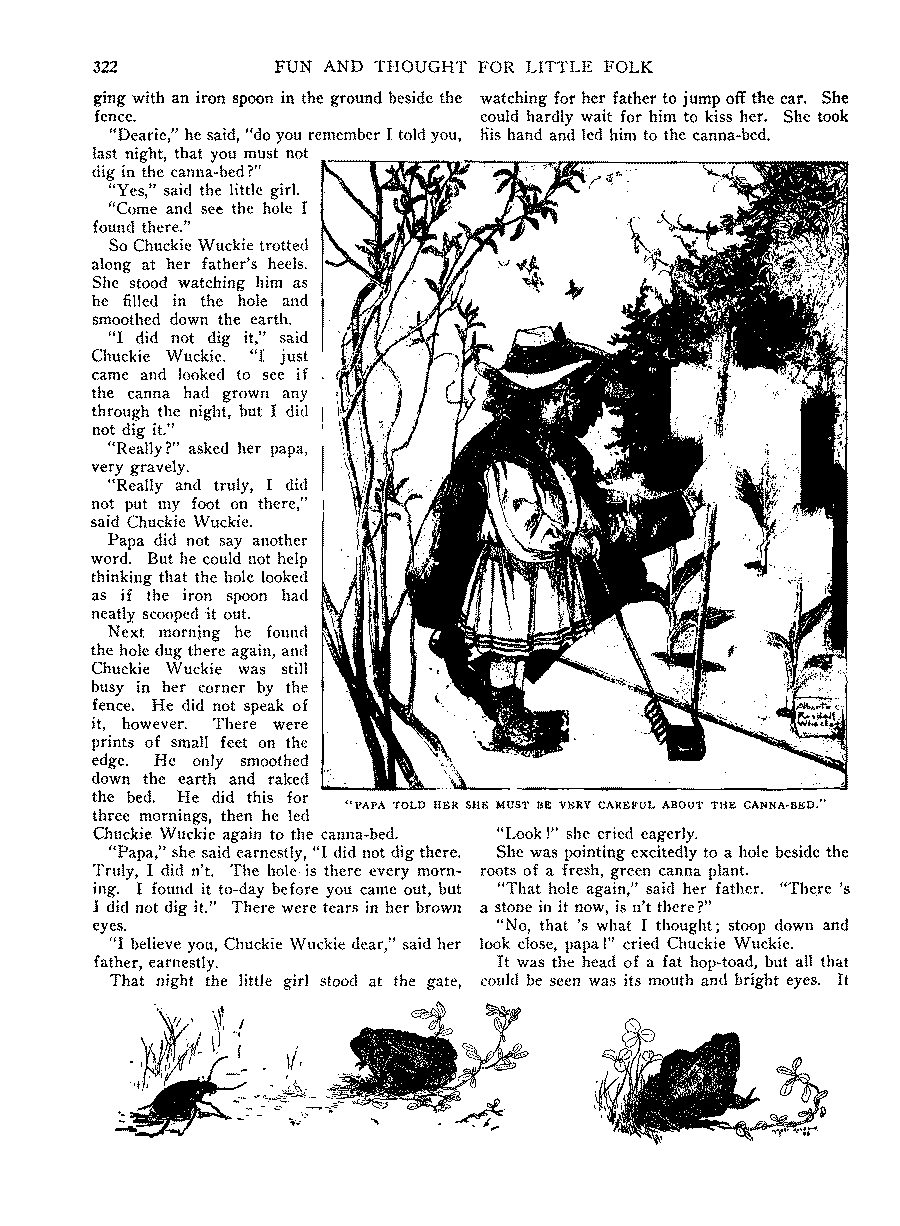 322
FUN AND THOUGHT FOR LITTLE FOLK
ging with an iron spoon in the ground beside the
fence.
"Dearie," he said, "do you remember I told you,
last night, that you must not
dig in the canna-bed?"
"Yes," said the little girl.
"Come and see the hole I
found there."
So Chuckie Wuckie trotted
along at her father's heels.
She stood watching him as
he filled in the hole and
smoothed down the earth.
"I did not dig it," said
Chuckie Wuckie. "I just
came and looked to see if
the canna had grown any
through the night, but I did
not dig it."
"Really?" asked her papa,
very gravely.
"Really and truly, I did
not put my foot on there,"
said Chuckie Wuckie.
Papa did not say another
word. But he could not help
thinking that the hole looked
as if the iron spoon had
neatly scooped it out.
Next morning he found
the hole dug there again, and
Chuckie Wuckie was still
busy in her corner by the
fence. He did not speak of
it, however. There were
prints of small feet on the
edge. He only smoothed
down the earth and raked
the bed. He did this for
three mornings, then he led
Chuckie Wuckie again to the canna-bed.
"Papa," she said earnestly, "I did not dig there.
Truly, I did n't. The hole is there every morn-
ing. I found it to-day before you came out, but
I did not dig it." There were tears in her brown
eyes.
"I believe you, Chuckie Wuckie dear," said her
father, earnestly.
That night the little girl stood at the gate,
watching for her father to jump off the car. She
could hardly wait for him to kiss her. She took
his hand and led him to the canna-bed.
"PAPA TOLD HER SHE MUST BE VERY CAREFUL ABOUT THE CANNA-BED."
"Look!" she cried eagerly.
She was pointing excitedly to a hole beside the
roots of a fresh, green canna plant.
"That hole again," said her father. "There 's
a stone in it now, is n't there?"
"No, that 's what I thought; stoop down and
look close, papa!" cried Chuckie Wuckie.
It was the head of a fat hop-toad, but all that
could be seen was its mouth and bright eyes. It